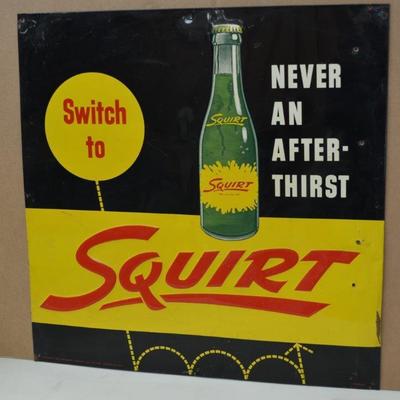 Switch
to
NEVER
AN
AFTER-
THIRST
SQUIRT
SQUIRT
SQUIRT